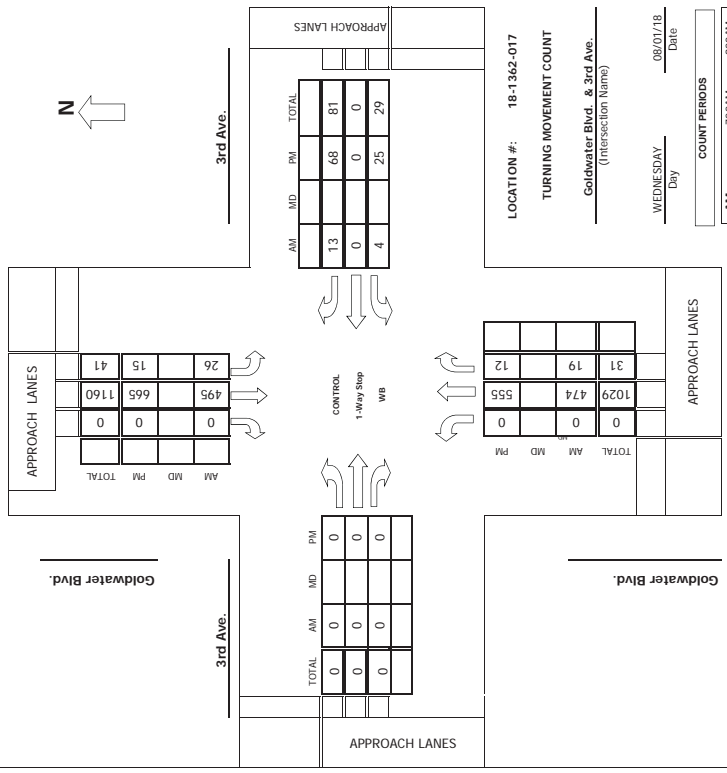 N
3rd Ave.
APPROACH LANES
AM MD PM TOTAL
13 68 81
0 0 0
4 25 29
LOCATION #: 18-1362-017
TURNING MOVEMENT COUNT
Goldwater Blvd. & 3rd Ave.
(Intersection Name)
WEDNESDAY 08/01/18
Day Date
COUNT PERIODS
APPROACH LANES
TOTAL PM MD AM
41 15 26
1160 665 495
0 0 0
CONTROL
1-Way Stop
WB
PM MD AM TOTAL
MD
12 19 31
555 474 1029
0 0 0
APPROACH LANES
Goldwater Blvd.
3rd Ave.
TOTAL AM MD PM
0 0 0
0 0 0
0 0 0
APPROACH LANES
Goldwater Blvd.